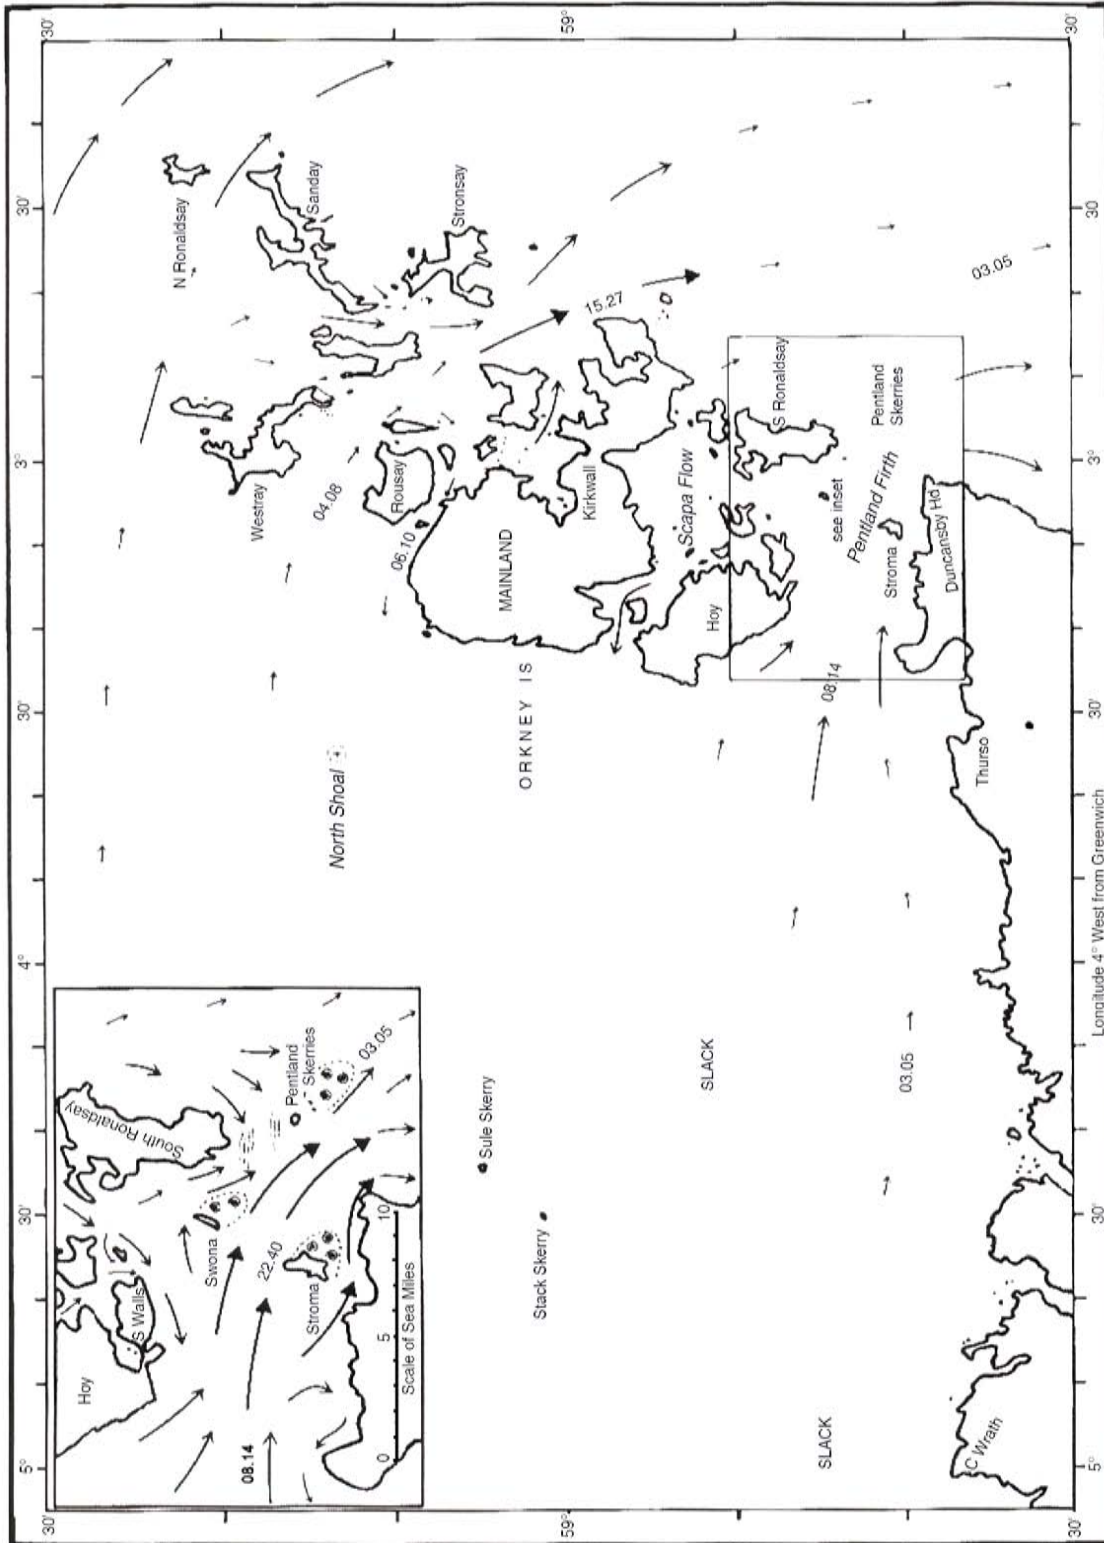 30'
5°
30'
4°
30'
3°
30'
30'
Hoy
S Walls
South Ronaldsay
Swona
08.14
22.40
Stroma
Pentland
Skerries
03.05
0
5
10
Scale of Sea Miles
N Ronaldsay
Westray
Sanday
04.08
North Shoal
Rousay
06.10
Stronsay
MAINLAND
ORKNEY IS
Kirkwall
15.27
59°
59°
Sule Skerry
Stack Skerry
Scapa Flow
Hoy
SLACK
SLACK
S Ronaldsay
see inset
Pentland Firth
Pentland
Skerries
Stroma
08.14
03.05
03.05
Duncansby Hd
Thurso
C Wrath
30'
5°
30'
Longitude 4° West from Greenwich
30'
3°
30'
30'